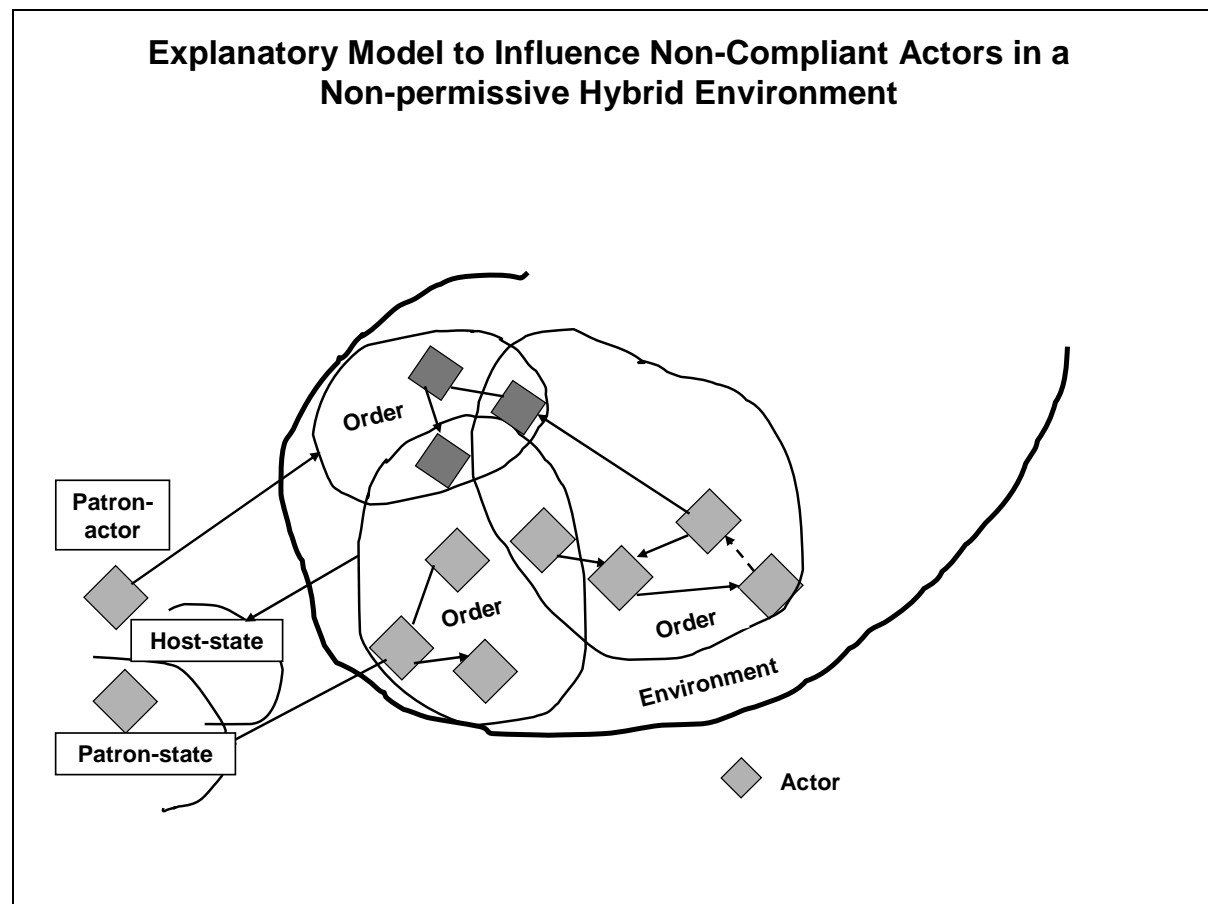 Explanatory Model to Influence Non-Compliant Actors in a
Non-permissive Hybrid Environment
Order
Patron-
actor
Order
Order
Host-state
Environment
Patron-state
Actor